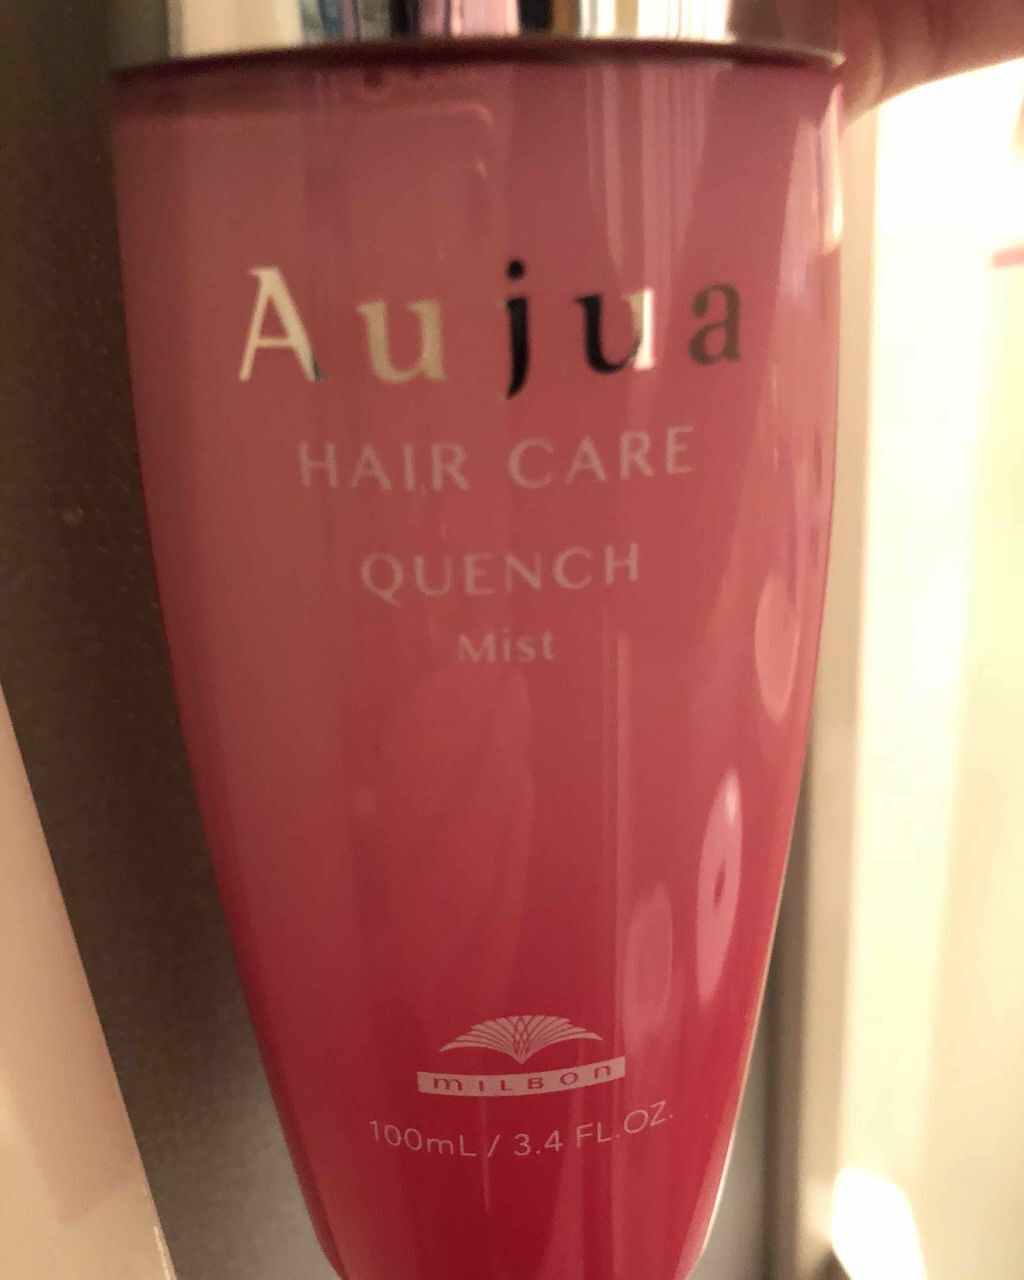 Aujua
HAIR CARE
QUENCH
Mist
mILBOn
100mL / 3.4 FL.OZ.